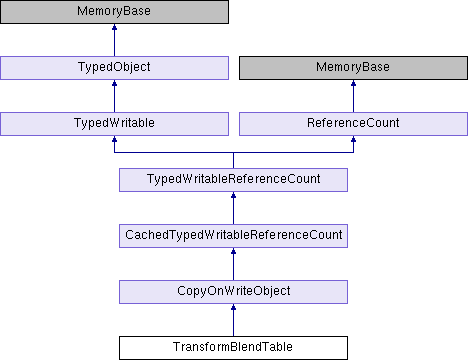 MemoryBase
TypedObject
MemoryBase
TypedWritable
ReferenceCount
TypedWritableReferenceCount
CachedTypedWritableReferenceCount
CopyOnWriteObject
TransformBlendTable